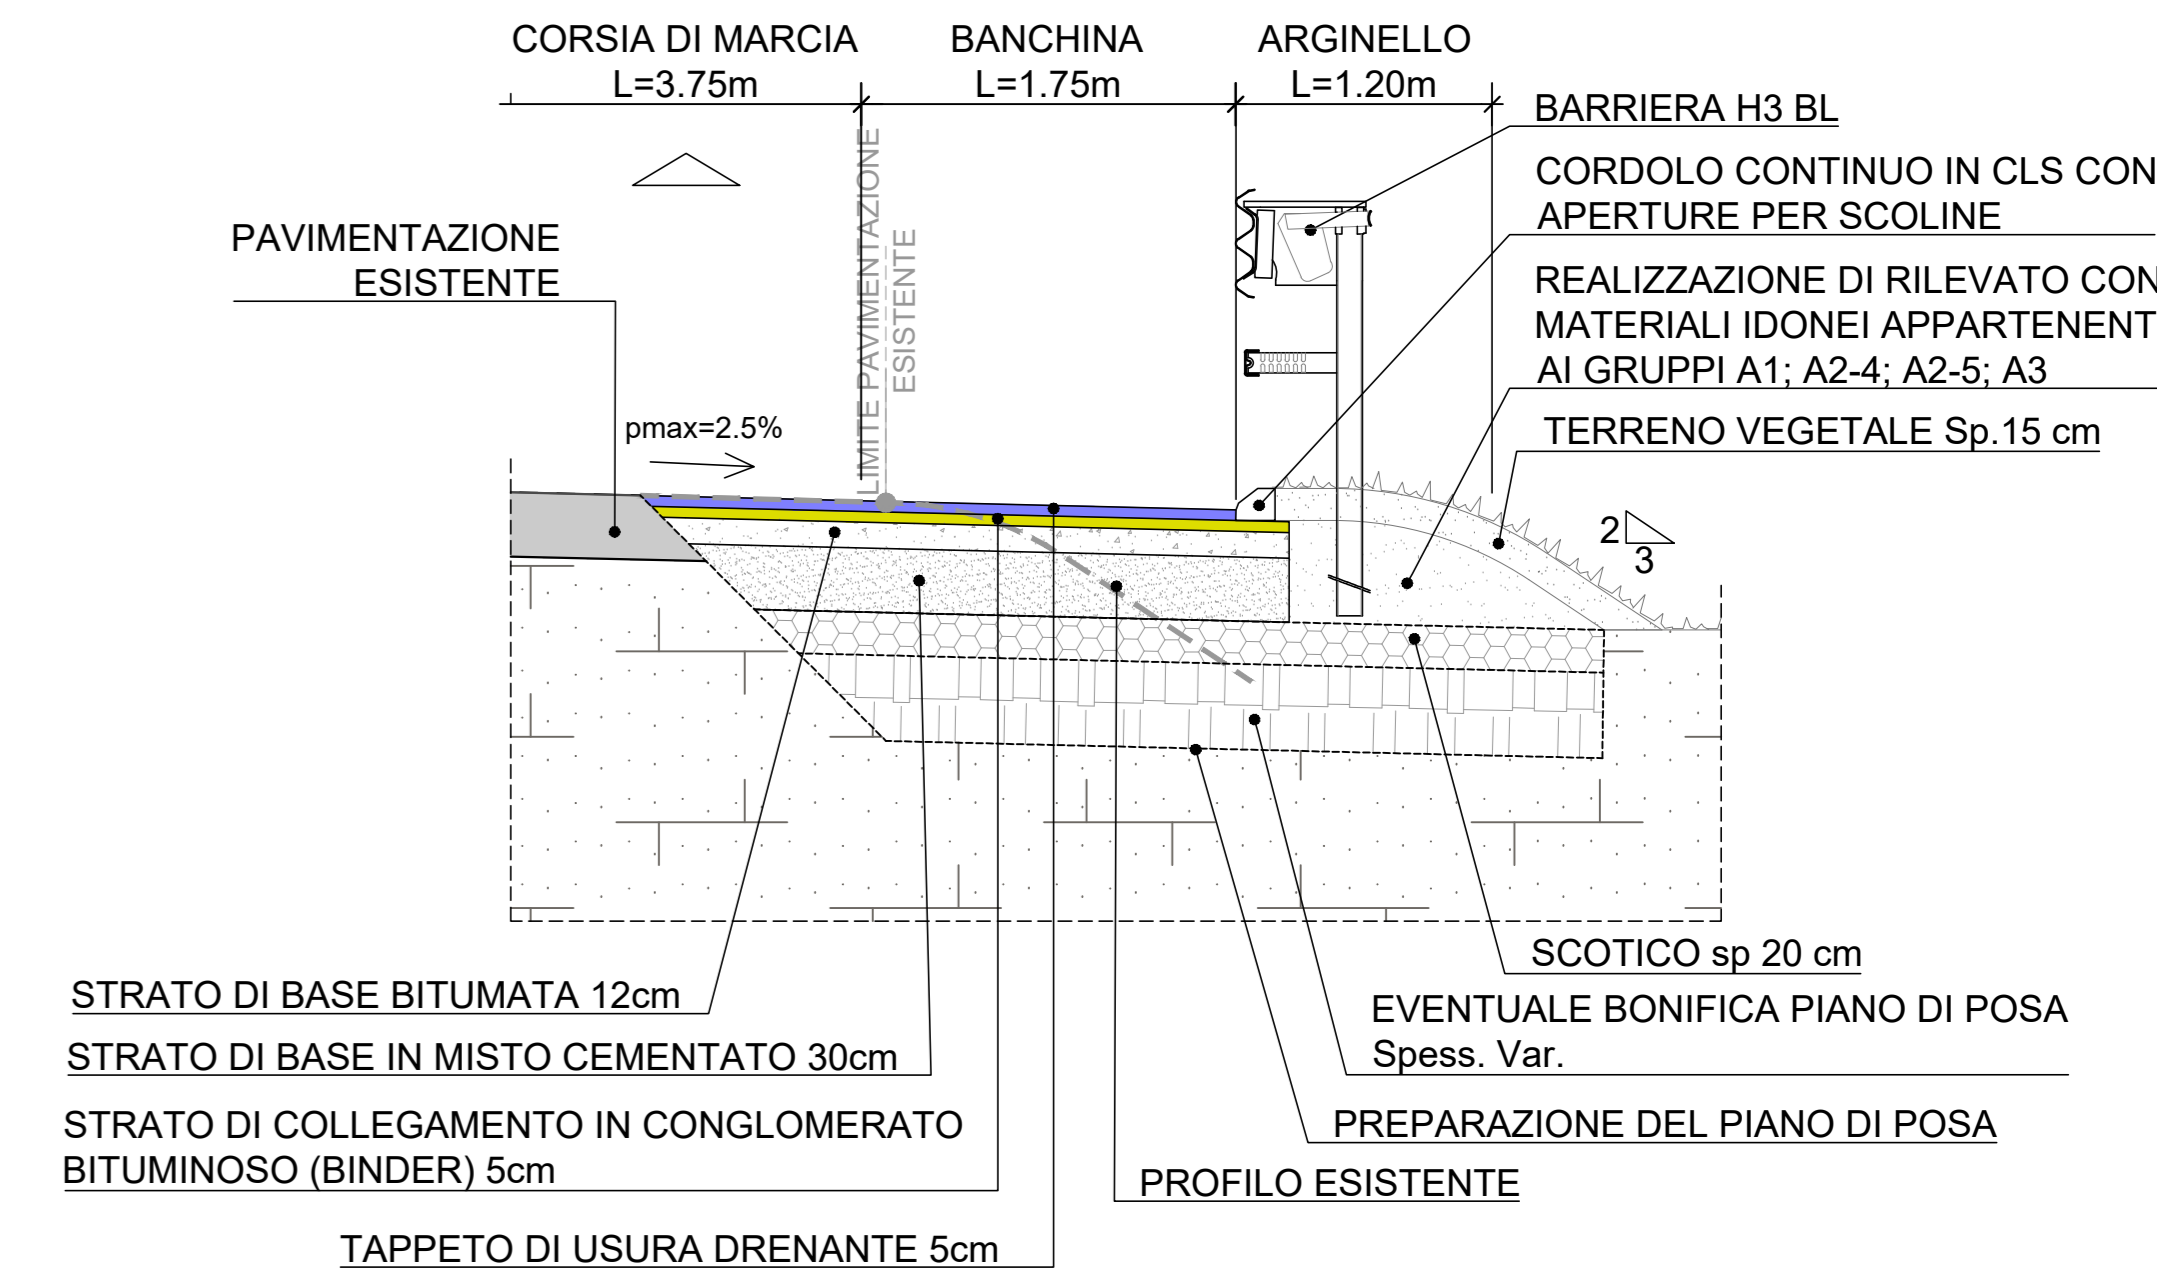 CORSIA DI MARCIA
L=3.75m
BANCHINA
L=1.75m
ARGINELLO
L=1.20m
BARRIERA H3 BL
CORDOLO CONTINUO IN CLS CON
APERTURE PER SCOLINE
PAVIMENTAZIONE
ESISTENTE
LIMITE PAVIMENTAZIONE
ESISTENTE
REALIZZAZIONE DI RILEVATO CON
MATERIALI IDONEI APPARTENENT
AI GRUPPI A1; A2-4; A2-5; A3
pmax=2.5%
TERRENO VEGETALE Sp.15 cm
2
3
SCOTICO sp 20 cm
STRATO DI BASE BITUMATA 12cm
EVENTUALE BONIFICA PIANO DI POSA
Spess. Var.
STRATO DI BASE IN MISTO CEMENTATO 30cm
STRATO DI COLLEGAMENTO IN CONGLOMERATO
BITUMINOSO (BINDER) 5cm
PREPARAZIONE DEL PIANO DI POSA
PROFILO ESISTENTE
TAPPETO DI USURA DRENANTE 5cm